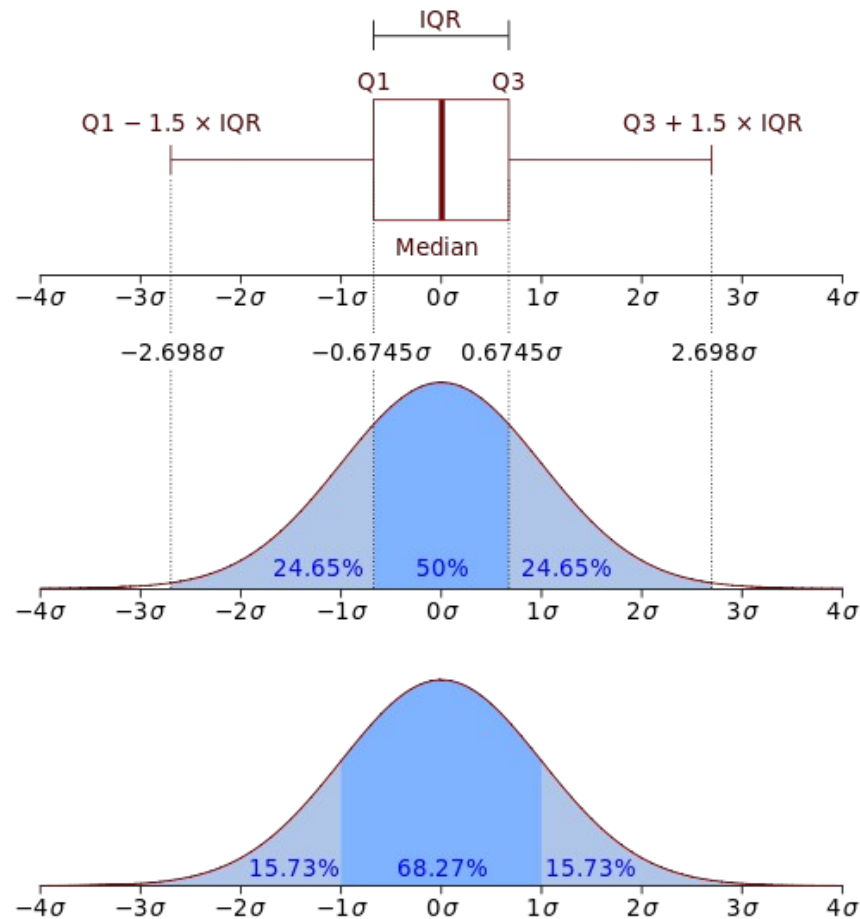 IQR
Q1 Q3
Q1 − 1.5 × IQR Q3 + 1.5 × IQR
Median
−4σ −3σ −2σ −1σ 0σ 1σ 2σ 3σ 4σ
−2.698σ −0.6745σ 0.6745σ 2.698σ
24.65% 50% 24.65%
−4σ −3σ −2σ −1σ 0σ 1σ 2σ 3σ 4σ
15.73% 68.27% 15.73%
−4σ −3σ −2σ −1σ 0σ 1σ 2σ 3σ 4σ